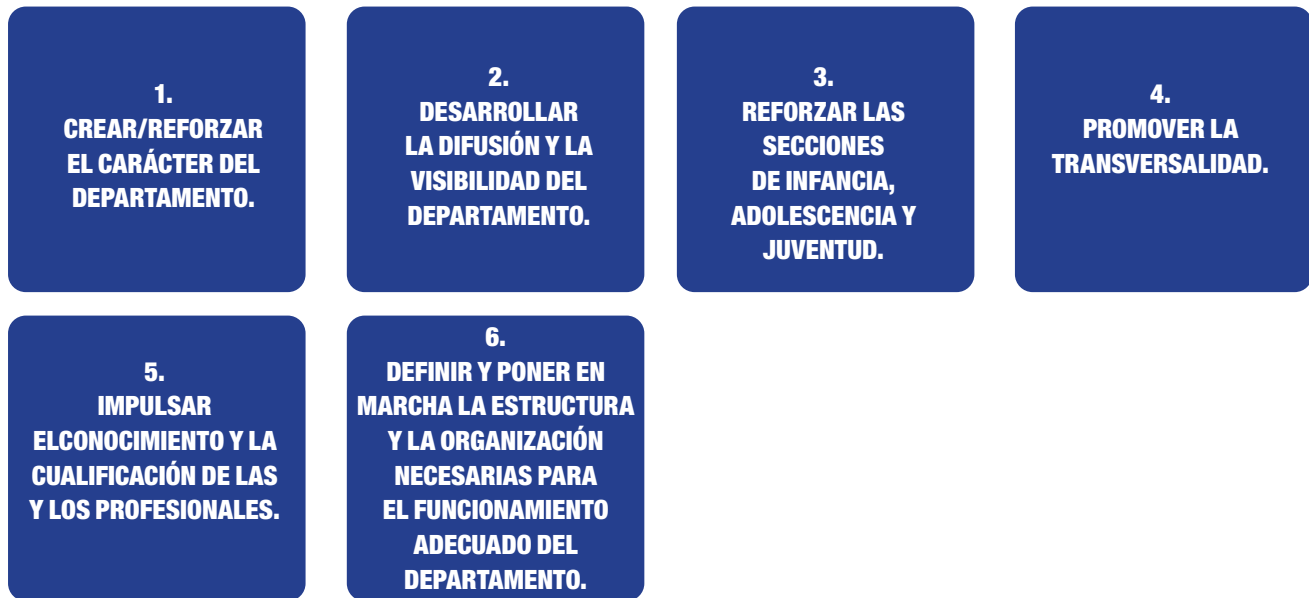 1.
CREAR/REFORZAR
EL CARÁCTER DEL
DEPARTAMENTO.
2.
DESARROLLAR
LA DIFUSIÓN Y LA
VISIBILIDAD DEL
DEPARTAMENTO.
3.
REFORZAR LAS
SECCIONES
DE INFANCIA,
ADOLESCENCIA Y
JUVENTUD.
4.
PROMOVER LA
TRANSVERSALIDAD.
5.
IMPULSAR
ELCONOCIMIENTO Y LA
CUALIFICACIÓN DE LAS
Y LOS PROFESIONALES.
6.
DEFINIR Y PONER EN
MARCHA LA ESTRUCTURA
Y LA ORGANIZACIÓN
NECESARIAS PARA
EL FUNCIONAMIENTO
ADECUADO DEL
DEPARTAMENTO.